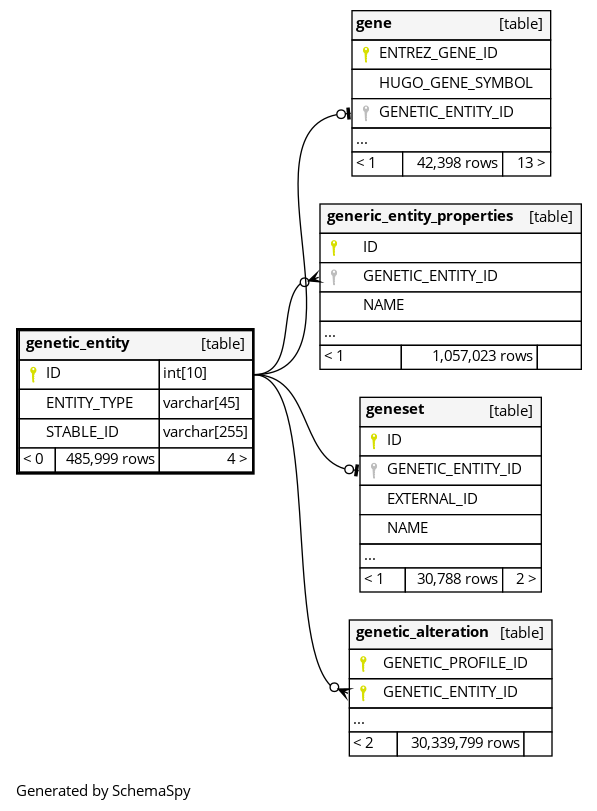 gene [table]
ENTREZ_GENE_ID
HUGO_GENE_SYMBOL
GENETIC_ENTITY_ID
...
< 1 42,398 rows 13 >
generic_entity_properties [table]
ID
GENETIC_ENTITY_ID
NAME
...
< 1 1,057,023 rows
genetic_entity [table]
ID int[10]
ENTITY_TYPE varchar[45]
STABLE_ID varchar[255]
< 0 485,999 rows 4 >
geneset [table]
ID
GENETIC_ENTITY_ID
EXTERNAL_ID
NAME
...
< 1 30,788 rows 2 >
genetic_alteration [table]
GENETIC_PROFILE_ID
GENETIC_ENTITY_ID
...
< 2 30,339,799 rows
Generated by SchemaSpy